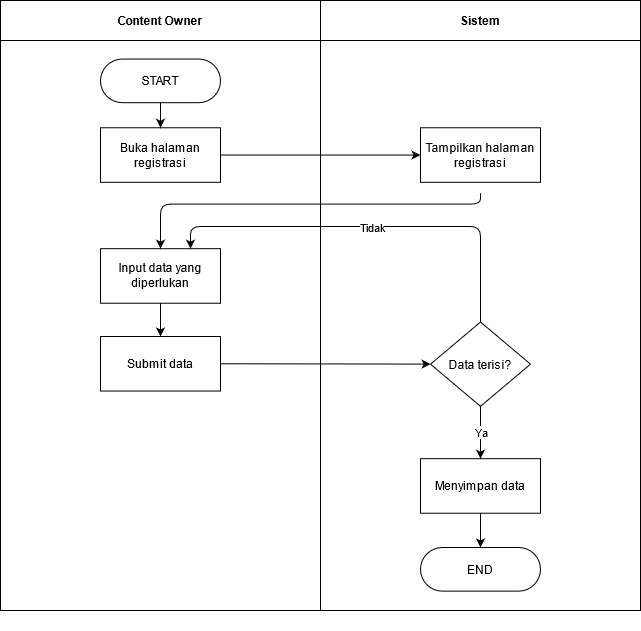 Content Owner
Sistem
START
Buka halaman
registrasi
Tampilkan halaman
registrasi
Tidak
Input data yang
diperlukan
Submit data
Data terisi?
Ya
Menyimpan data
END